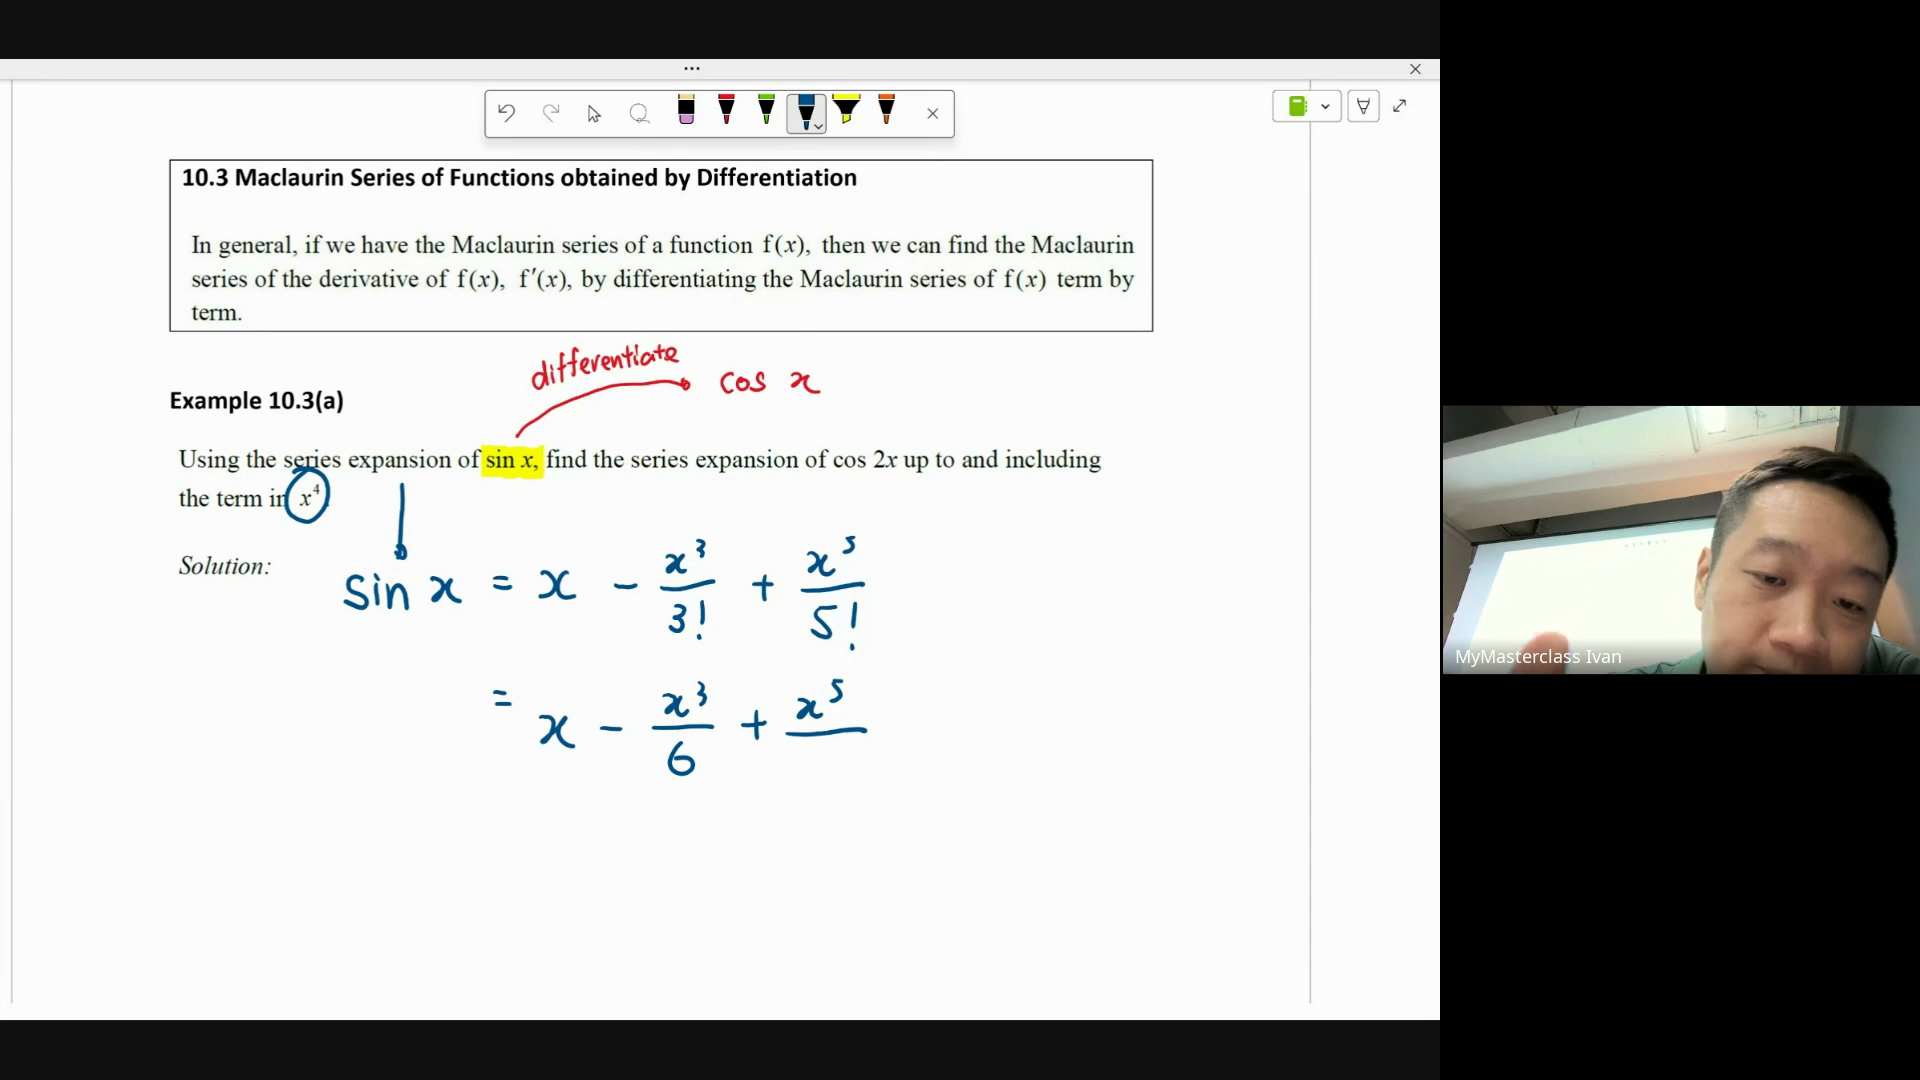 10.3 Maclaurin Series of Functions obtained by Differentiation
In general, if we have the Maclaurin series of a function f(x), then we can find the Maclaurin
series of the derivative of f(x), f′(x), by differentiating the Maclaurin series of f(x) term by
term.
differentiate
cos x
Example 10.3(a)
Using the series expansion of sin x, find the series expansion of cos 2x up to and including
the term in x⁴
Solution:
sin x = x - x³/3! + x⁵/5!
= x - x³/6 + x⁵
MyMasterclass Ivan